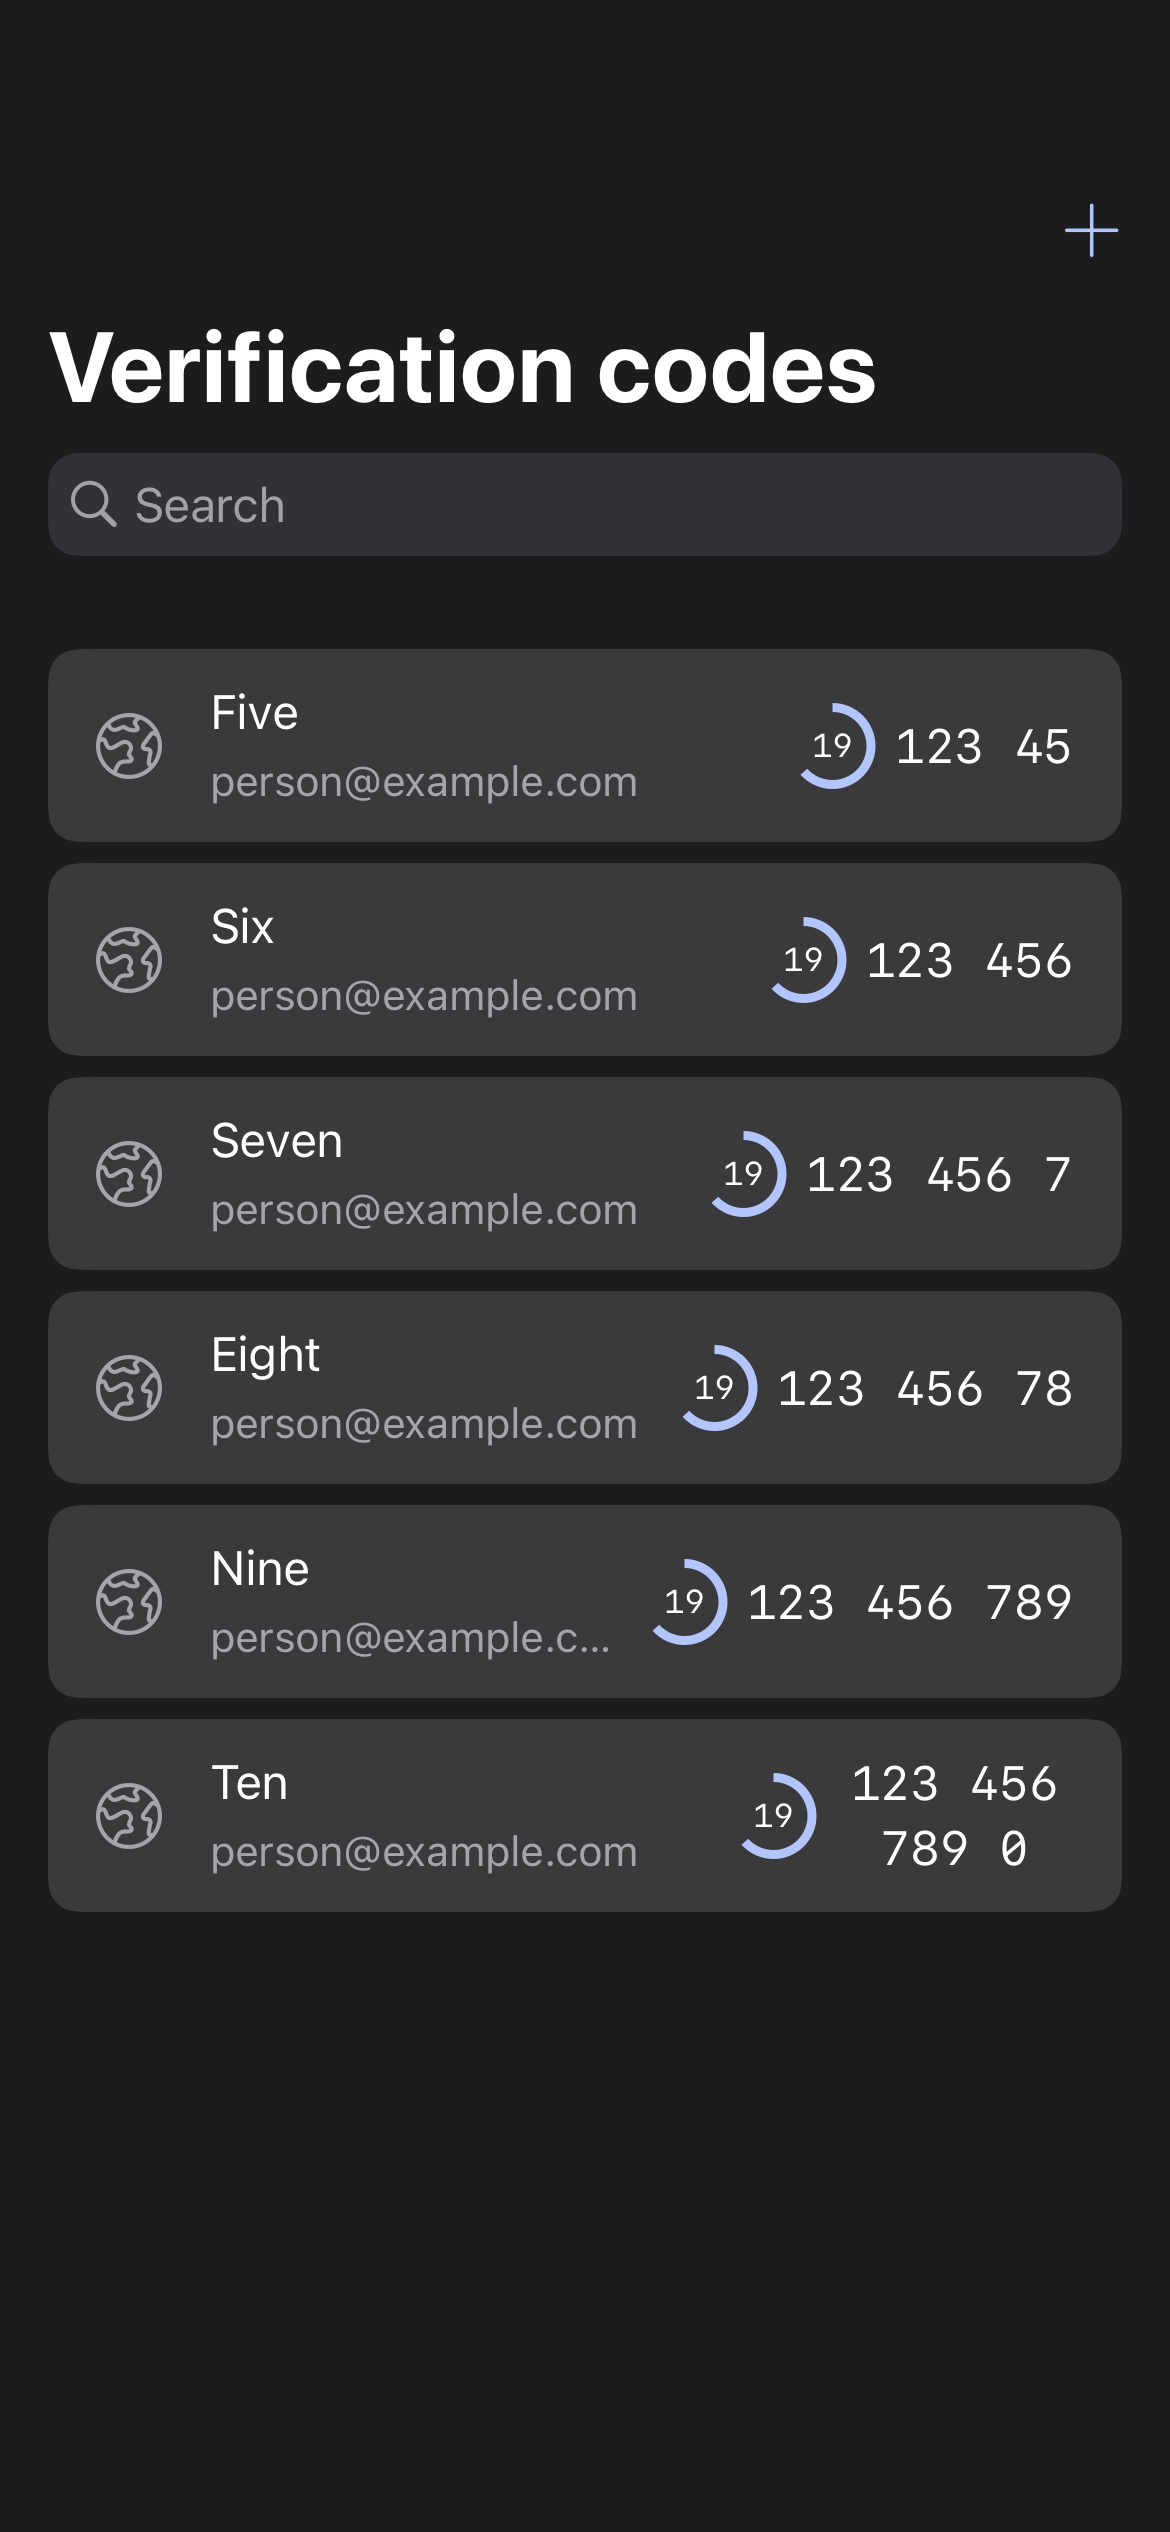 Verification codes
Search
Five
person@example.com
19
123 45
Six
person@example.com
19
123 456
Seven
person@example.com
19
123 456 7
Eight
person@example.com
19
123 456 78
Nine
person@example.c...
19
123 456 789
Ten
person@example.com
19
123 456
789 0